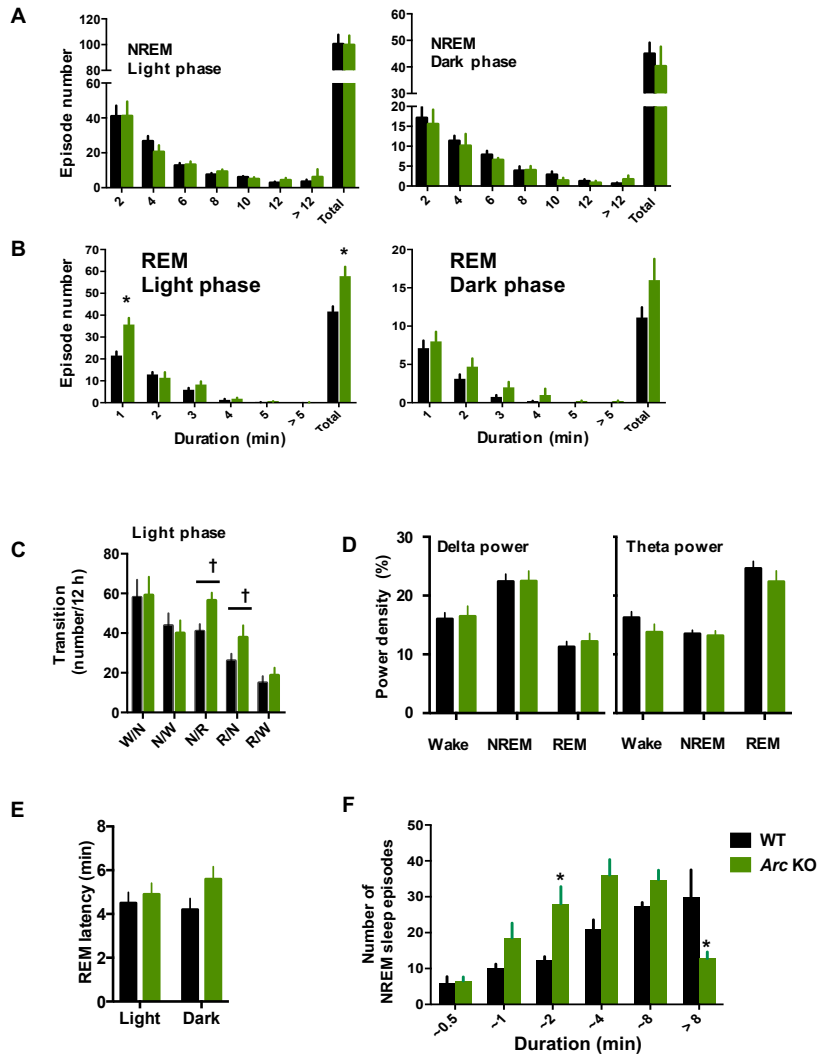 A
NREM
Light phase
Episode number
120
100
80
60
40
20
0
2
4
6
8
10
12
> 12
Total
NREM
Dark phase
50
40
30
20
15
10
5
0
2
4
6
8
10
12
> 12
Total
B
REM
Light phase
Episode number
70
60
50
40
30
20
10
0
*
*
1
2
3
4
5
> 5
Total
Duration (min)
REM
Dark phase
20
15
10
5
0
1
2
3
4
5
> 5
Total
Duration (min)
C
Light phase
Transition
(number/12 h)
80
60
40
20
0
†
†
W/N
N/W
N/R
R/N
R/W
D
Delta power
Theta power
Power density (%)
30
20
10
0
Wake NREM REM
Wake NREM REM
E
REM latency (min)
8
6
4
2
0
Light Dark
F
WT
Arc KO
Number of
NREM sleep episodes
50
40
30
20
10
0
*
*
~0.5
~1
~2
~4
~8
> 8
Duration (min)